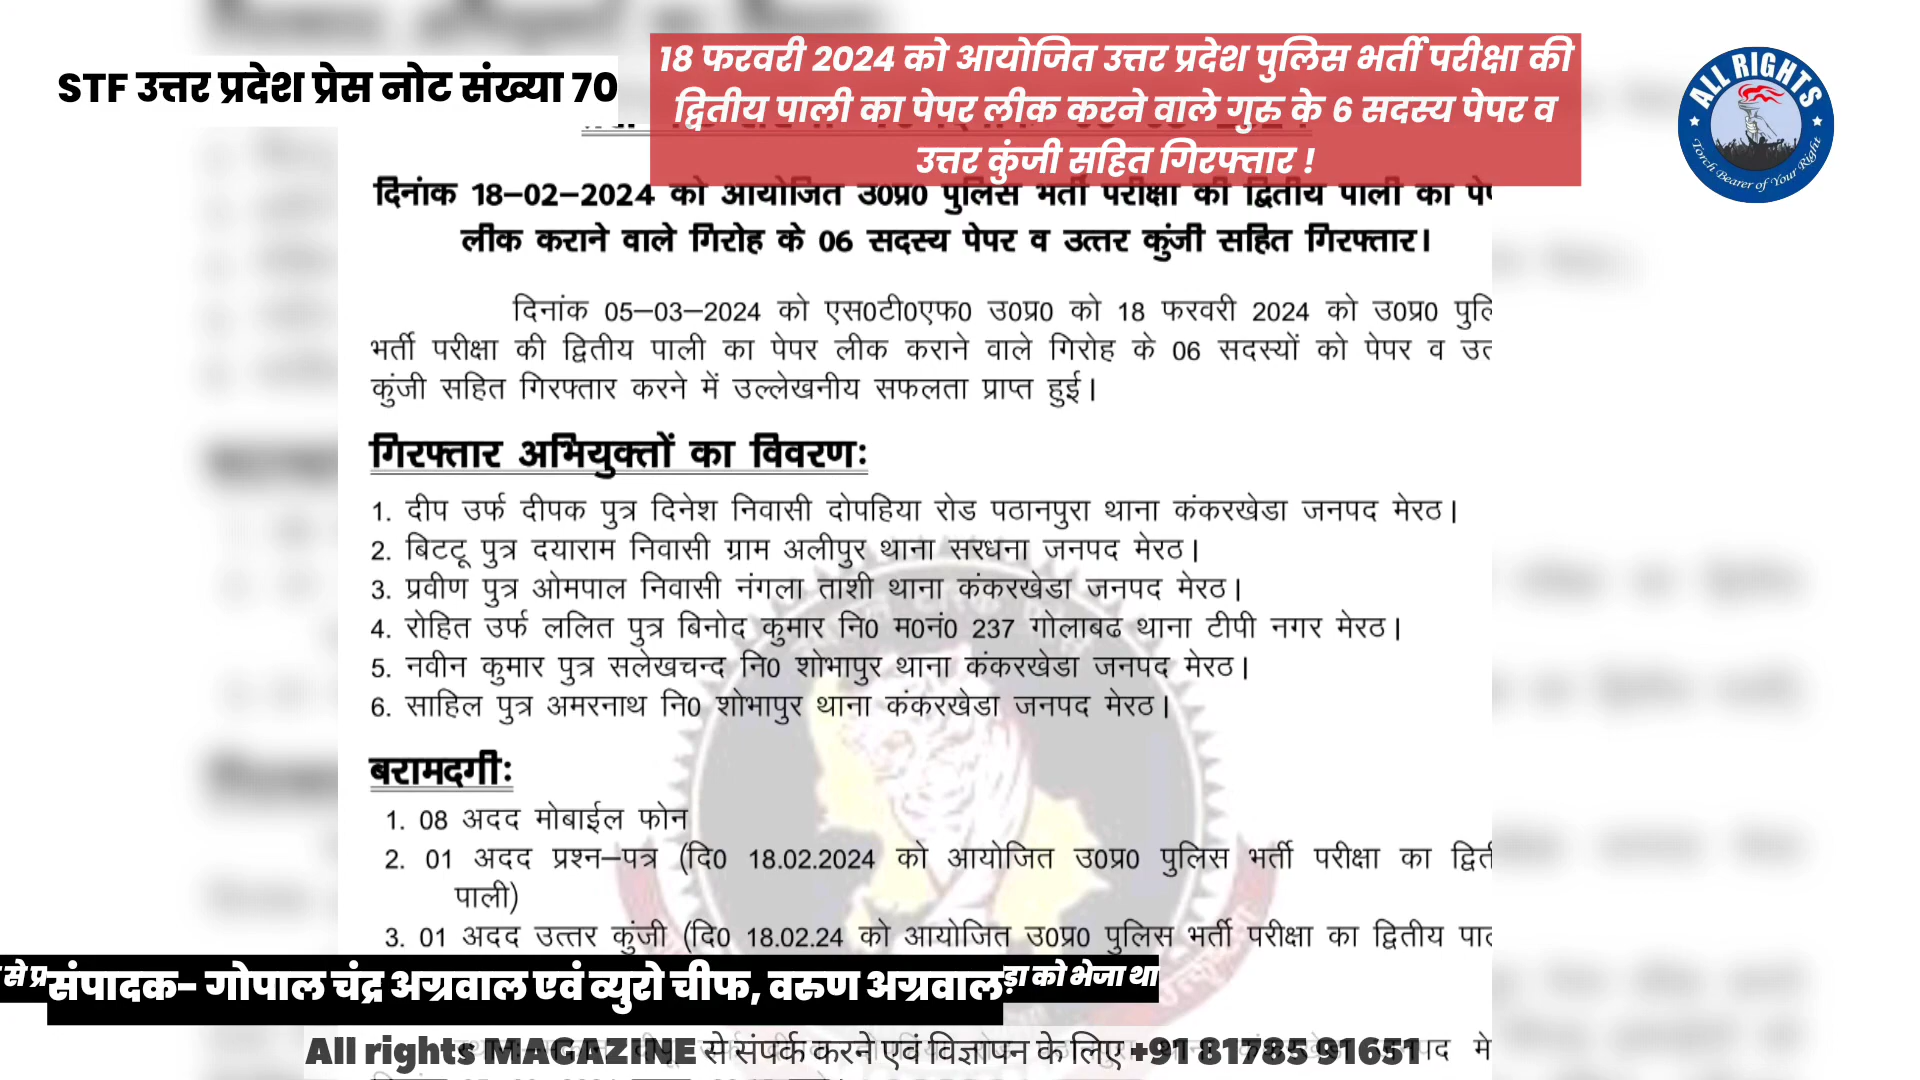 STF उत्तर प्रदेश प्रेस नोट संख्या 70
18 फरवरी 2024 को आयोजित उत्तर प्रदेश पुलिस भर्ती परीक्षा की
द्वितीय पाली का पेपर लीक करने वाले गुरु के 6 सदस्य पेपर व
उत्तर कुंजी सहित गिरफ्तार !
ALL RIGHTS
Torch Bearer of Your Right
दिनांक 18–02–2024 को आयोजित उ0प्र0 पुलिस भर्ती परीक्षा की द्वितीय पाली का
लीक कराने वाले गिरोह के 06 सदस्य पेपर व उत्तर कुंजी सहित गिरफ्तार।
दिनांक 05–03–2024 को एस0टी0एफ0 उ0प्र0 को 18 फरवरी 2024 को उ0प्र0
भर्ती परीक्षा की द्वितीय पाली का पेपर लीक कराने वाले गिरोह के 06 सदस्यों को पेपर व
कुंजी सहित गिरफ्तार करने में उल्लेखनीय सफलता प्राप्त हुई।
गिरफ्तार अभियुक्तों का विवरणः
1. दीप उर्फ दीपक पुत्र दिनेश निवासी दोपहिया रोड पठानपुरा थाना कंकरखेडा जनपद मेरठ।
2. बिटटू पुत्र दयाराम निवासी ग्राम अलीपुर थाना सरधना जनपद मेरठ।
3. प्रवीण पुत्र ओमपाल निवासी नंगला ताशी थाना कंकरखेडा जनपद मेरठ।
4. रोहित उर्फ ललित पुत्र बिनोद कुमार नि0 म0नं0 237 गोलाबढ थाना टीपी नगर मेरठ।
5. नवीन कुमार पुत्र सलेखचन्द नि0 शोभापुर थाना कंकरखेडा जनपद मेरठ।
6. साहिल पुत्र अमरनाथ नि0 शोभापुर थाना कंकरखेडा जनपद मेरठ।
बरामदगीः
1. 08 अदद मोबाईल फोन
2. 01 अदद प्रश्न–पत्र (दि0 18.02.2024 को आयोजित उ0प्र0 पुलिस भर्ती परीक्षा का
पाली)
3. 01 अदद उत्तर कुंजी (दि0 18.02.24 को आयोजित उ0प्र0 पुलिस भर्ती परीक्षा का द्वितीय
से
संपादक– गोपाल चंद्र अग्रवाल एवं व्युरो चीफ, वरुण अग्रवाल
को भेजा था
All rights MAGAZINE से संपर्क करने एवं विज्ञापन के लिए +91 81785 91651